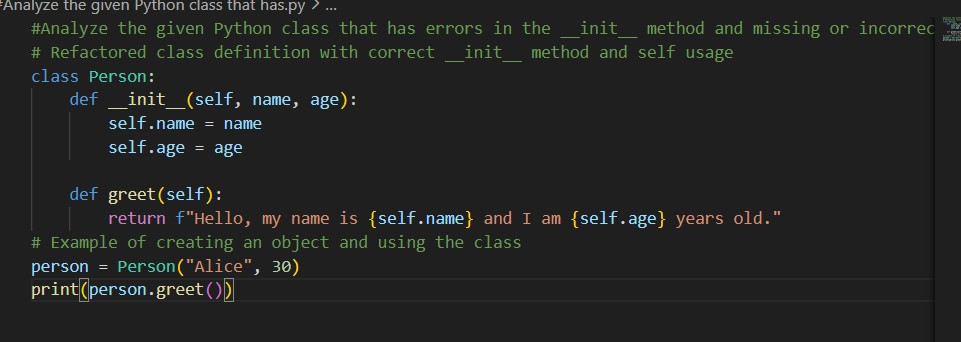 #Analyze the given Python class that has.py > ...
#Analyze the given Python class that has errors in the __init__ method and missing or incorrec
# Refactored class definition with correct __init__ method and self usage
class Person:
    def __init__(self, name, age):
        self.name = name
        self.age = age

    def greet(self):
        return f"Hello, my name is {self.name} and I am {self.age} years old."
# Example of creating an object and using the class
person = Person("Alice", 30)
print(person.greet())